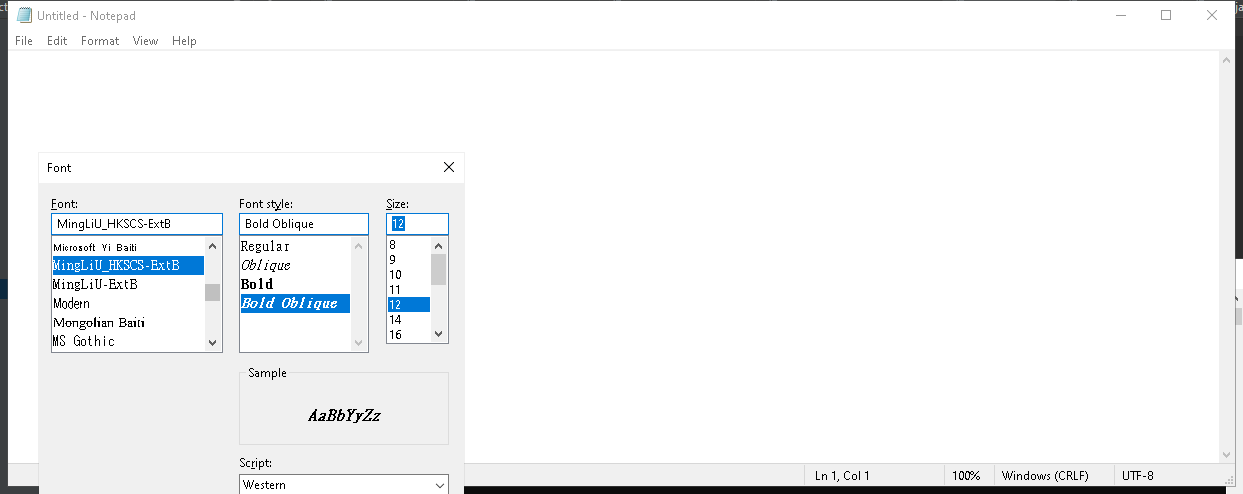 Untitled - Notepad
File Edit Format View Help
Font
Font: Font style: Size:
MingLiU_HKSCS-ExtB Bold Oblique 12
Microsoft Yi Baiti Regular 8
MingLiU_HKSCS-ExtB Oblique 9
MingLiU-ExtB Bold 10
Modern Bold Oblique 11
Mongolian Baiti 12
MS Gothic 14
16
Sample
AaBbYyZz
Script:
Western
Ln 1, Col 1 100% Windows (CRLF) UTF-8